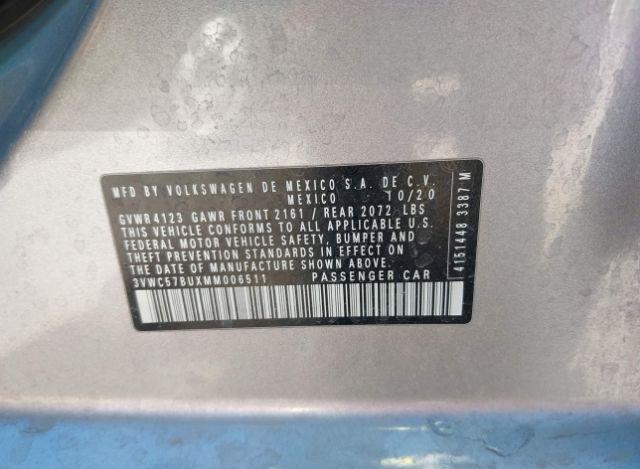 MFD BY VOLKSWAGEN DE MEXICO S.A. DE C.V.
MEXICO 10/20
GVWR 4123 GAWR FRONT 2161 / REAR 2072 LBS
THIS VEHICLE CONFORMS TO ALL APPLICABLE U.S.
FEDERAL MOTOR VEHICLE SAFETY, BUMPER AND
THEFT PREVENTION STANDARDS IN EFFECT ON THE
DATE OF MANUFACTURE SHOWN ABOVE.
3VWC57BUXMM006511 PASSENGER CAR
4151448 3387 M